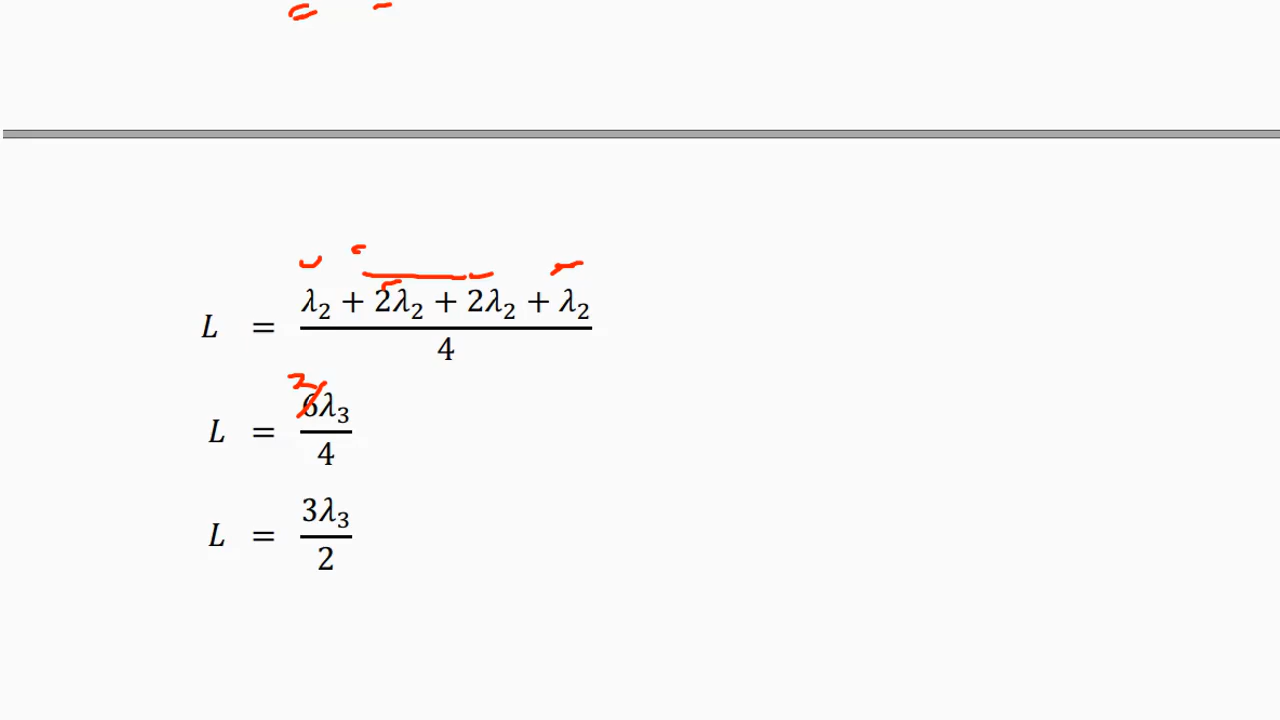 L = (λ₂ + 2λ₂ + 2λ₂ + λ₂)/4
L = 6λ₃/4
L = 3λ₃/2